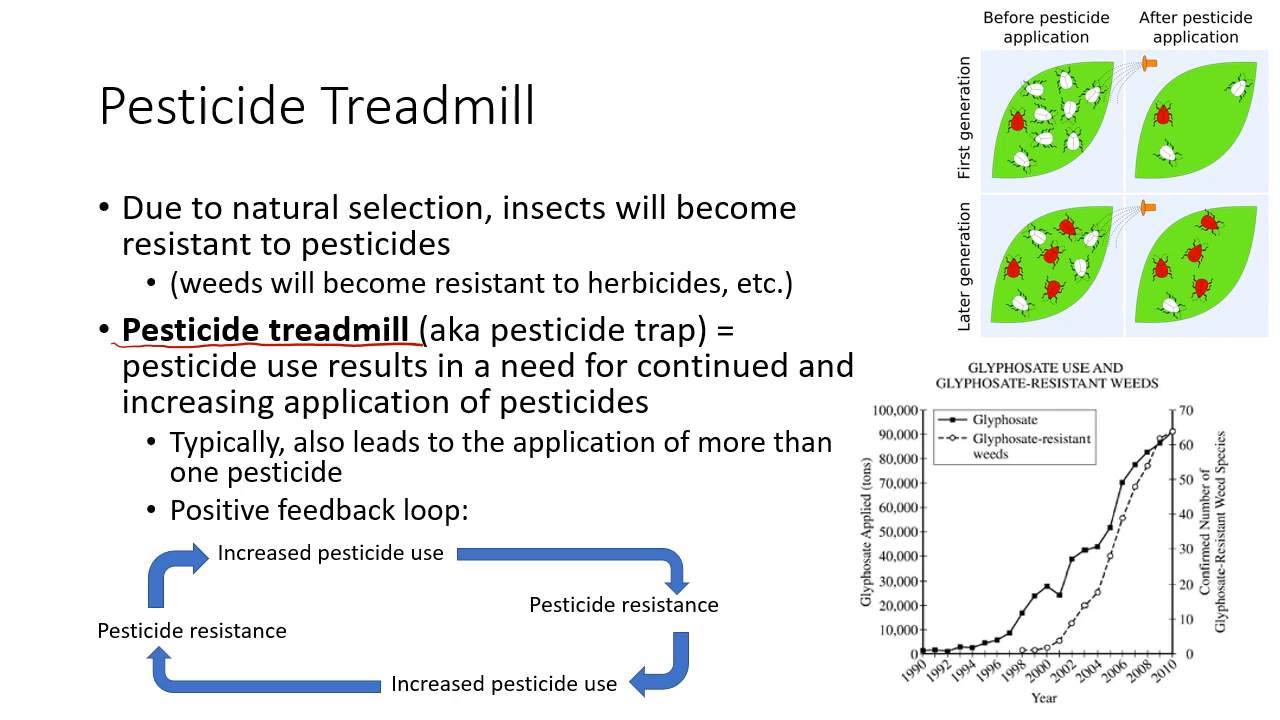 Pesticide Treadmill
• Due to natural selection, insects will become
resistant to pesticides
• (weeds will become resistant to herbicides, etc.)
• Pesticide treadmill (aka pesticide trap) =
pesticide use results in a need for continued and
increasing application of pesticides
• Typically, also leads to the application of more than
one pesticide
• Positive feedback loop:
Increased pesticide use
Pesticide resistance
Increased pesticide use
Pesticide resistance
Before pesticide
application
After pesticide
application
First generation
Later generation
GLYPHOSATE USE AND
GLYPHOSATE-RESISTANT WEEDS
Glyphosate
Glyphosate-resistant
weeds
Glyphosate Applied (tons)
100,000
90,000
80,000
70,000
60,000
50,000
40,000
30,000
20,000
10,000
0
70
60
50
40
30
20
10
0
Confirmed Number of
Glyphosate-Resistant Weed Species
1990
1992
1994
1996
1998
2000
2002
2004
2006
2008
2010
Year